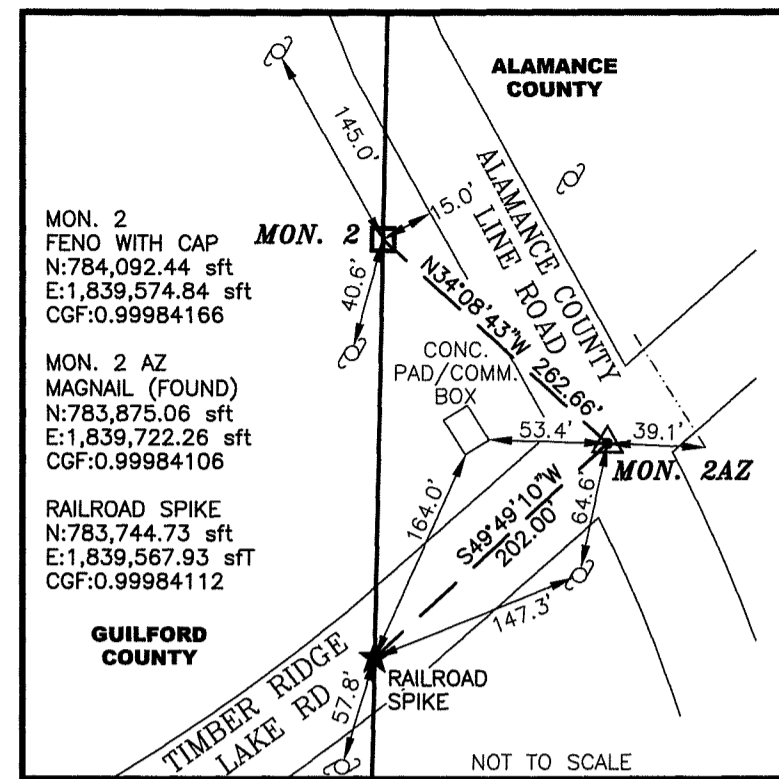 ALAMANCE
COUNTY
145.0'
ALAMANCE COUNTY
LINE ROAD
MON. 2
FENO WITH CAP
N:784,092.44 sft
E:1,839,574.84 sft
CGF:0.99984166
MON. 2
15.0'
40.6'
N34°08'43"W 262.66'
MON. 2 AZ
MAGNAIL (FOUND)
N:783,875.06 sft
E:1,839,722.26 sft
CGF:0.99984106
CONC.
PAD/COMM.
BOX
53.4'
39.1'
MON. 2AZ
164.0'
S49°49'10"W
202.00'
64.6'
RAILROAD SPIKE
N:783,744.73 sft
E:1,839,567.93 sfT
CGF:0.99984112
147.3'
GUILFORD
COUNTY
RAILROAD
SPIKE
57.8'
TIMBER RIDGE
LAKE RD
NOT TO SCALE